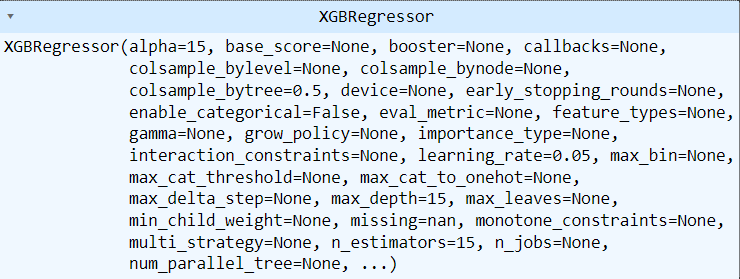 XGBRegressor
XGBRegressor(alpha=15, base_score=None, booster=None, callbacks=None,
colsample_bylevel=None, colsample_bynode=None,
colsample_bytree=0.5, device=None, early_stopping_rounds=None,
enable_categorical=False, eval_metric=None, feature_types=None,
gamma=None, grow_policy=None, importance_type=None,
interaction_constraints=None, learning_rate=0.05, max_bin=None,
max_cat_threshold=None, max_cat_to_onehot=None,
max_delta_step=None, max_depth=15, max_leaves=None,
min_child_weight=None, missing=nan, monotone_constraints=None,
multi_strategy=None, n_estimators=15, n_jobs=None,
num_parallel_tree=None, ...)